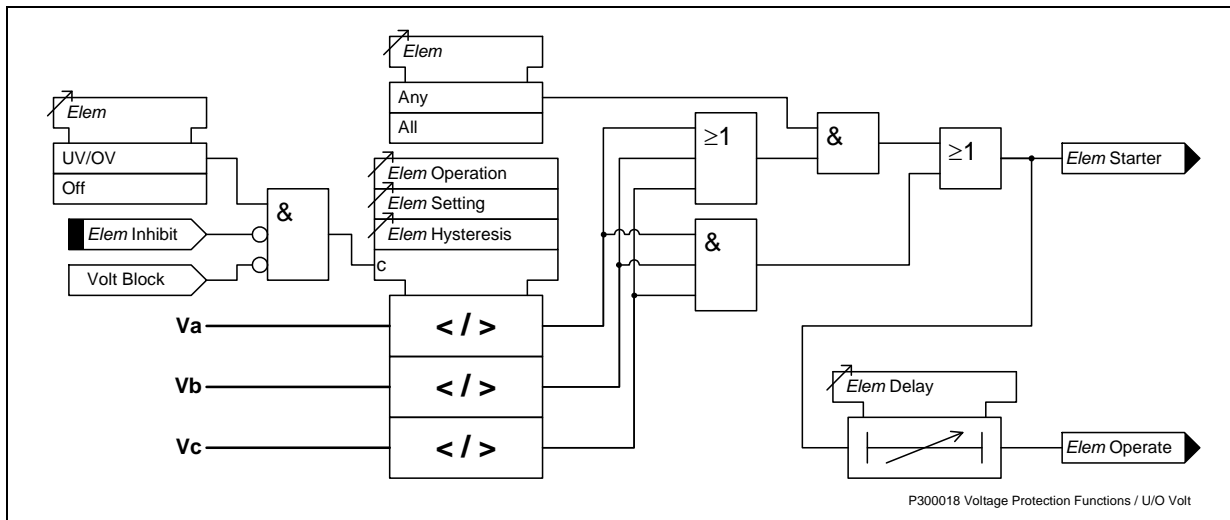 Elem
Any
All
Elem
UV/OV
Off
Elem Inhibit
Volt Block
&
Elem Operation
Elem Setting
Elem Hysteresis
c
≥1
&
≥1
&
Elem Starter
Va
< / >
Vb
< / >
Vc
< / >
Elem Delay
Elem Operate
P300018 Voltage Protection Functions / U/O Volt